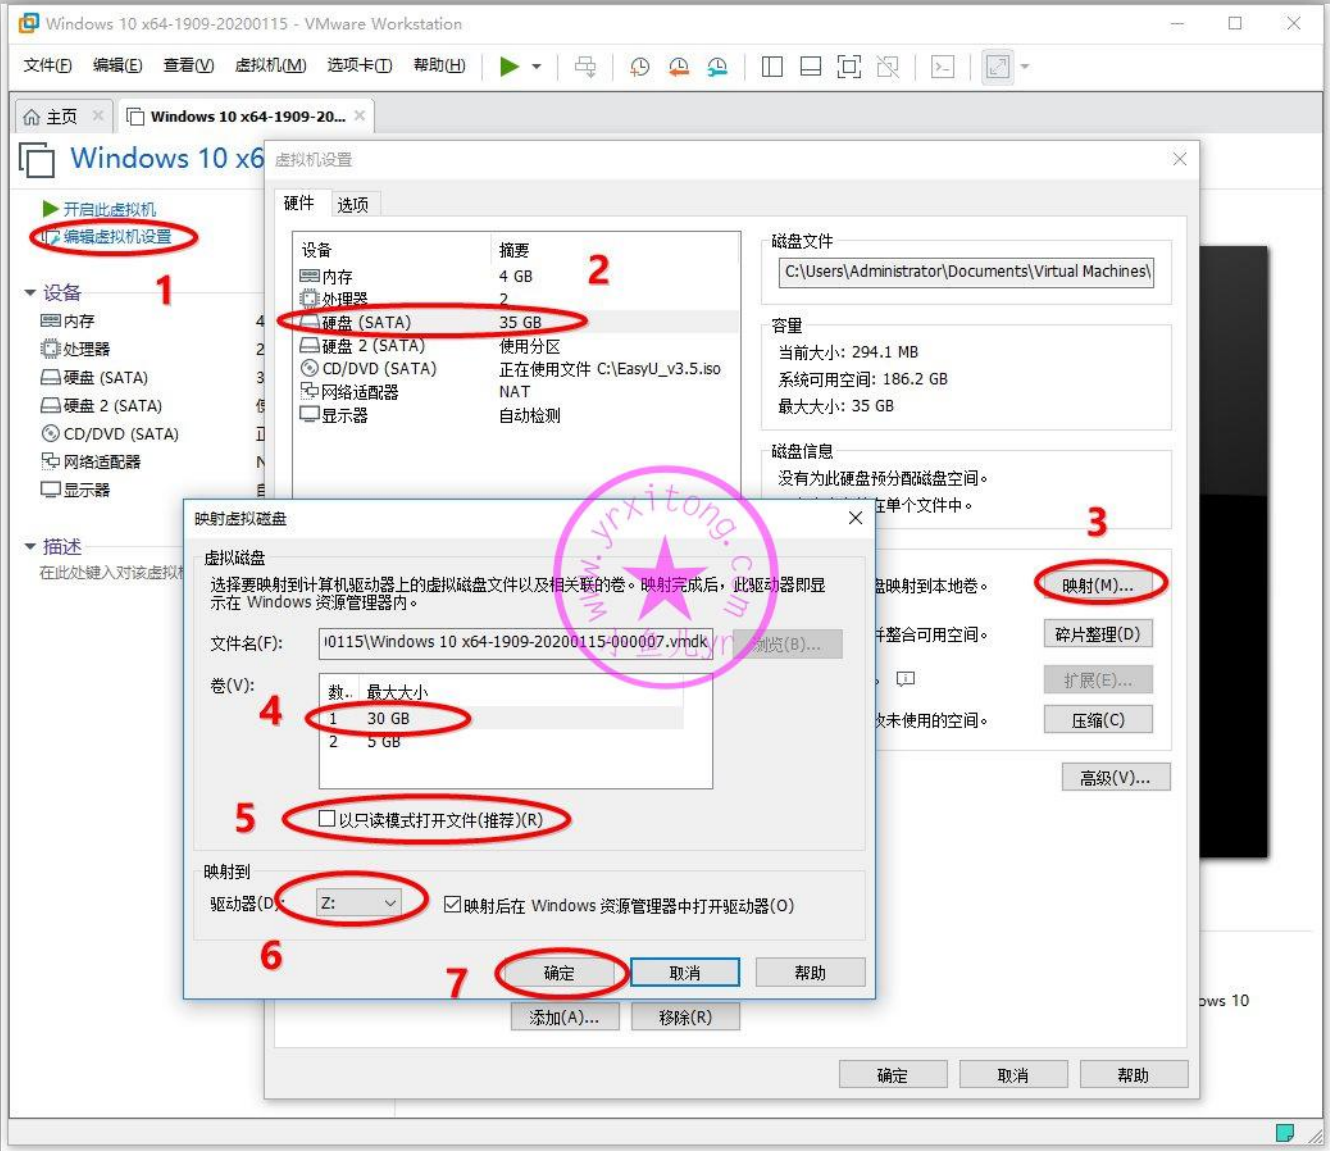 Windows 10 x64-1909-20200115 - VMware Workstation
文件(F) 编辑(E) 查看(V) 虚拟机(M) 选项卡(T) 帮助(H)
主页
Windows 10 x64-1909-20...
Windows 10 x6
开启此虚拟机
编辑虚拟机设置
1
设备
内存 4
处理器 2
硬盘 (SATA) 3
硬盘 2 (SATA)
CD/DVD (SATA)
网络适配器 N
显示器
描述
在此处键入对该虚拟
虚拟机设置
硬件 选项
设备 摘要
内存 4 GB
处理器 2
硬盘 (SATA) 35 GB
硬盘 2 (SATA) 使用分区
CD/DVD (SATA) 正在使用文件 C:\EasyU_v3.5.iso
网络适配器 NAT
显示器 自动检测
2
磁盘文件
C:\Users\Administrator\Documents\Virtual Machines\
容量
当前大小: 294.1 MB
系统可用空间: 186.2 GB
最大大小: 35 GB
磁盘信息
没有为此硬盘预分配磁盘空间。
在单个文件中。
3
盘映射到本地卷。 映射(M)...
并整合可用空间。 碎片整理(D)
。 扩展(E)...
未使用的空间。 压缩(C)
高级(V)...
映射虚拟磁盘
虚拟磁盘
选择要映射到计算机驱动器上的虚拟磁盘文件以及相关联的卷。映射完成后，此驱动器即显
示在 Windows 资源管理器内。
文件名(F): 0115\Windows 10 x64-1909-20200115-000007.vmdk 浏览(B)...
卷(V):
数.. 最大大小
1 30 GB
2 5 GB
4
5
以只读模式打开文件(推荐)(R)
映射到
驱动器(D): Z: 映射后在 Windows 资源管理器中打开驱动器(O)
6
7
确定 取消 帮助
添加(A)... 移除(R)
确定 取消 帮助
ows 10
www.yrxitong.com
小鱼儿yr